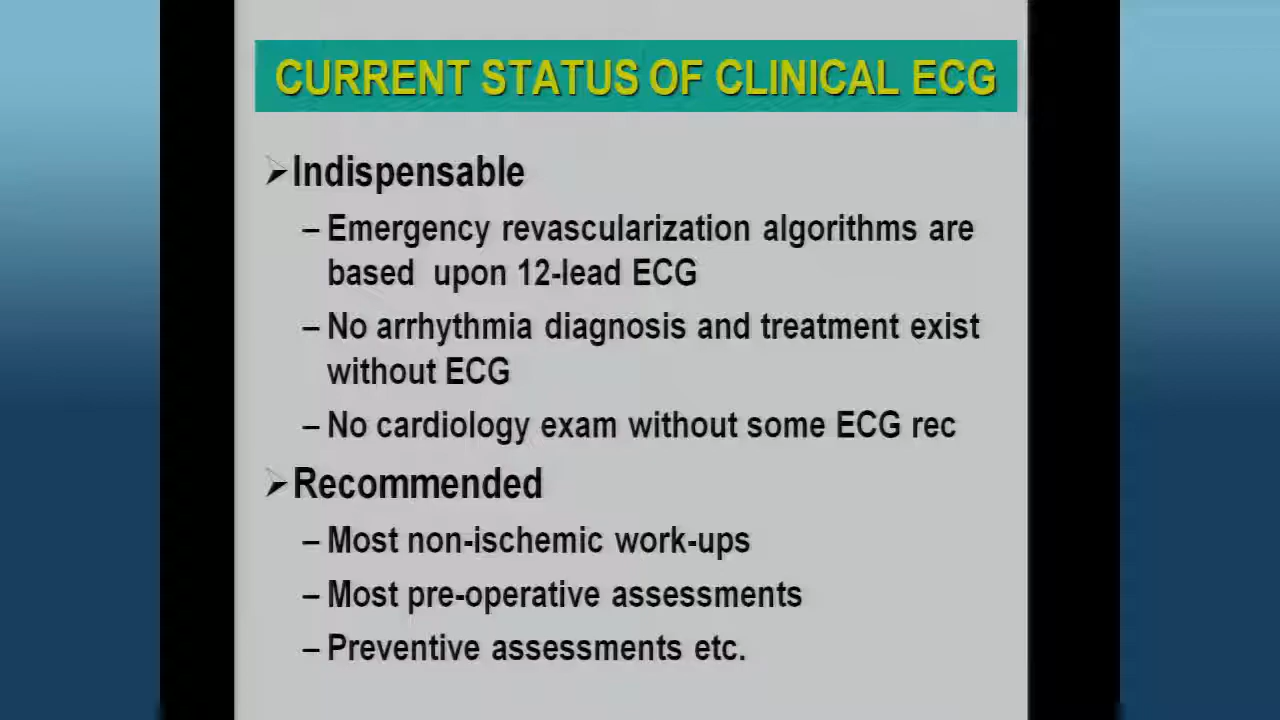 CURRENT STATUS OF CLINICAL ECG
➢Indispensable
– Emergency revascularization algorithms are
based upon 12-lead ECG
– No arrhythmia diagnosis and treatment exist
without ECG
– No cardiology exam without some ECG rec
➢Recommended
– Most non-ischemic work-ups
– Most pre-operative assessments
– Preventive assessments etc.